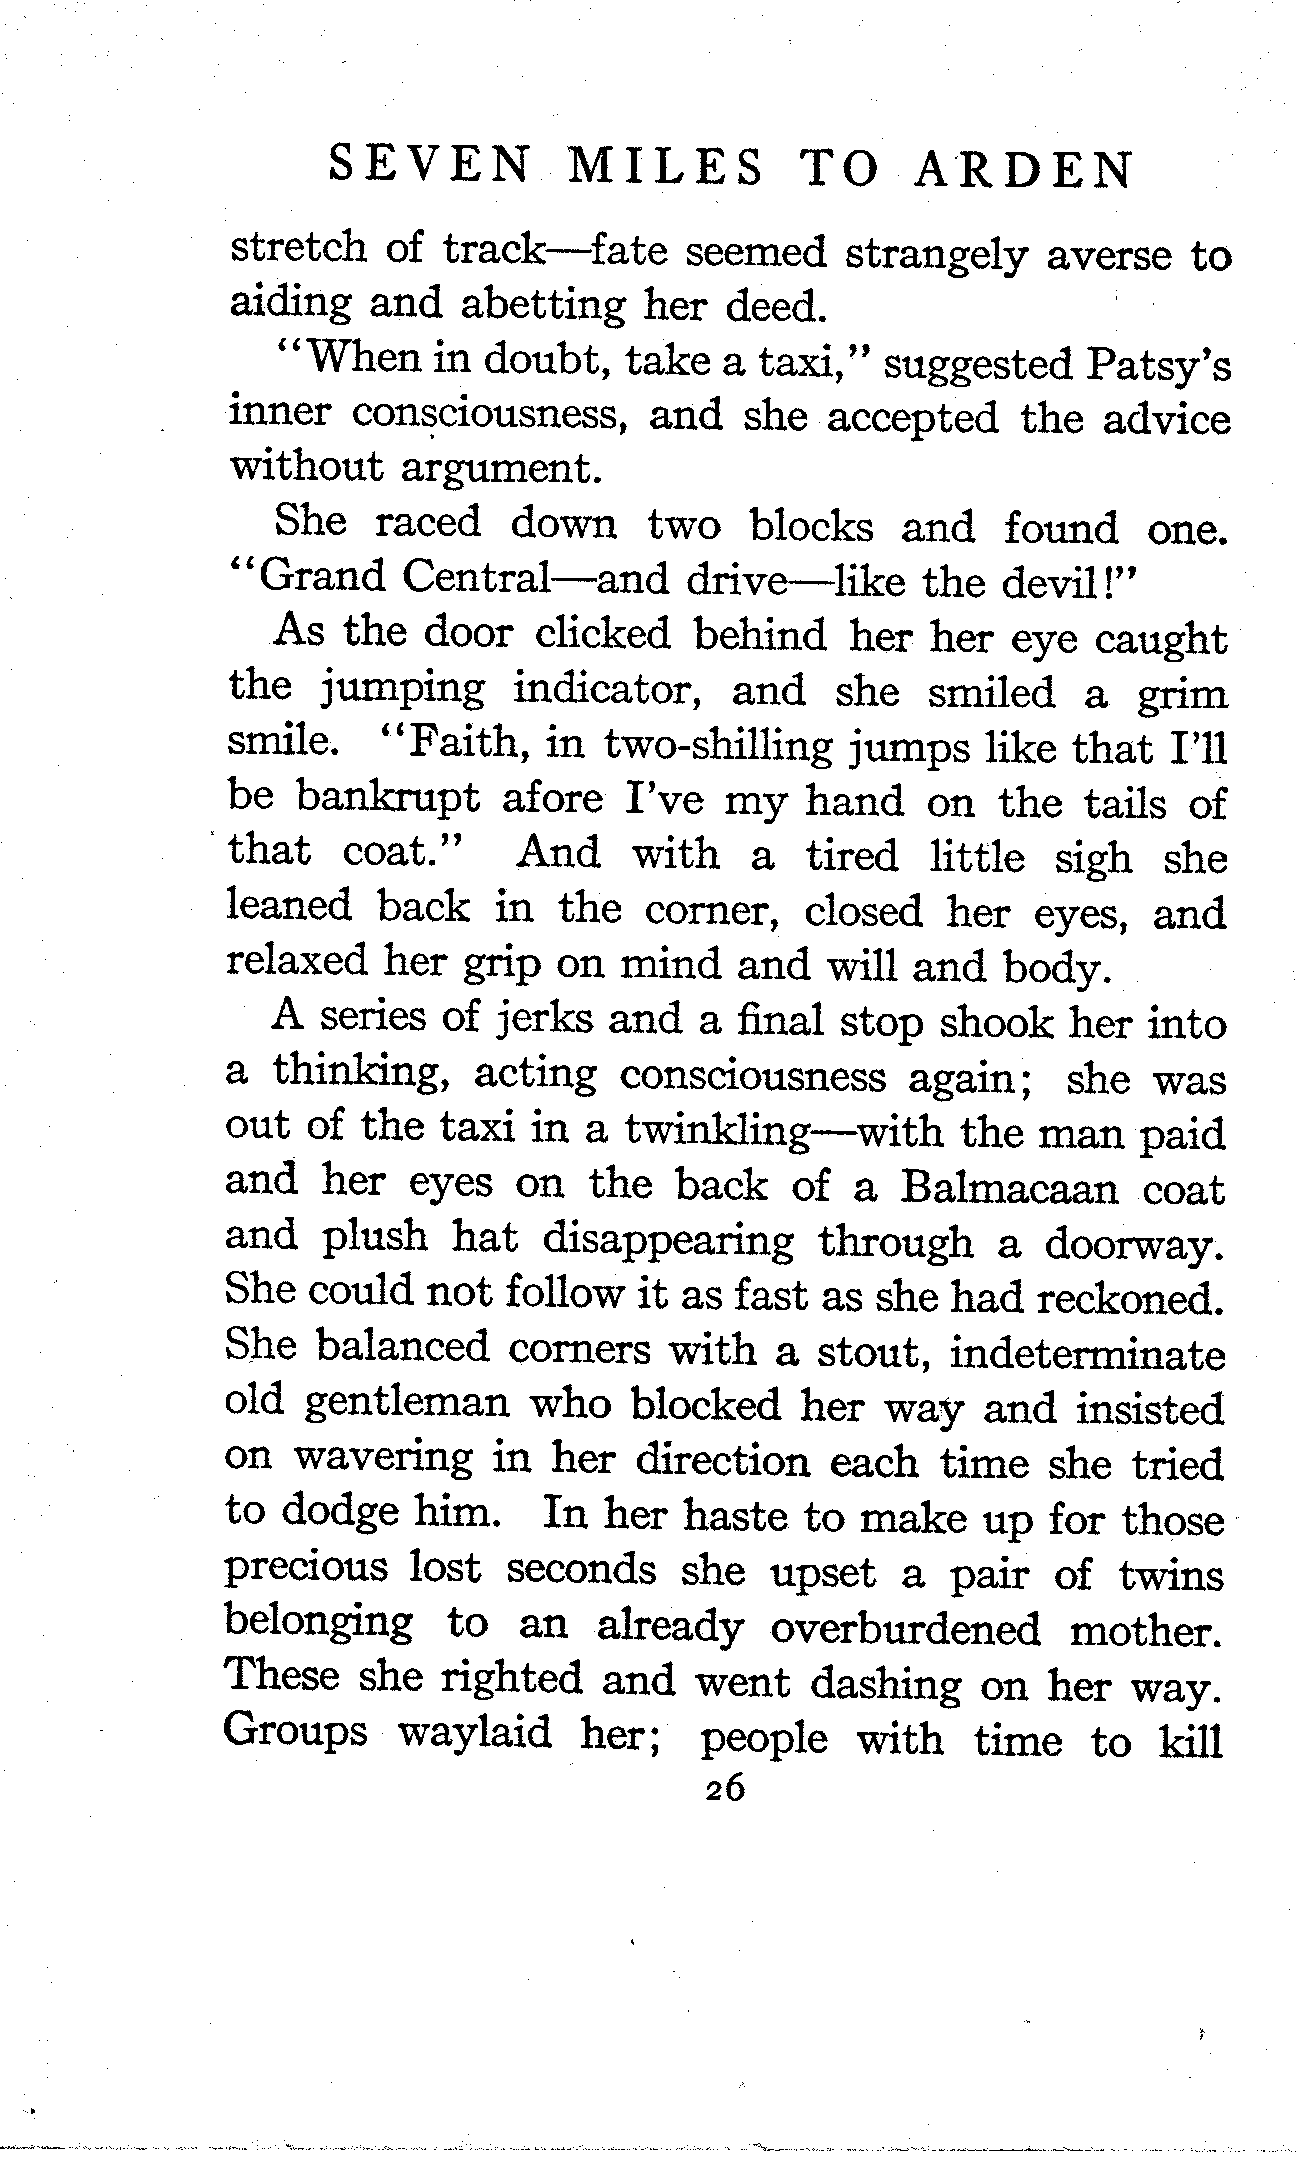 SEVEN MILES TO ARDEN
stretch of track—fate seemed strangely averse to
aiding and abetting her deed.
“When in doubt, take a taxi,” suggested Patsy’s
inner consciousness, and she accepted the advice
without argument.
She raced down two blocks and found one.
“Grand Central—and drive—like the devil!”
As the door clicked behind her her eye caught
the jumping indicator, and she smiled a grim
smile. “Faith, in two-shilling jumps like that I’ll
be bankrupt afore I’ve my hand on the tails of
that coat.” And with a tired little sigh she
leaned back in the corner, closed her eyes, and
relaxed her grip on mind and will and body.
A series of jerks and a final stop shook her into
a thinking, acting consciousness again; she was
out of the taxi in a twinkling—with the man paid
and her eyes on the back of a Balmacaan coat
and plush hat disappearing through a doorway.
She could not follow it as fast as she had reckoned.
She balanced corners with a stout, indeterminate
old gentleman who blocked her way and insisted
on wavering in her direction each time she tried
to dodge him. In her haste to make up for those
precious lost seconds she upset a pair of twins
belonging to an already overburdened mother.
These she righted and went dashing on her way.
Groups waylaid her; people with time to kill
26